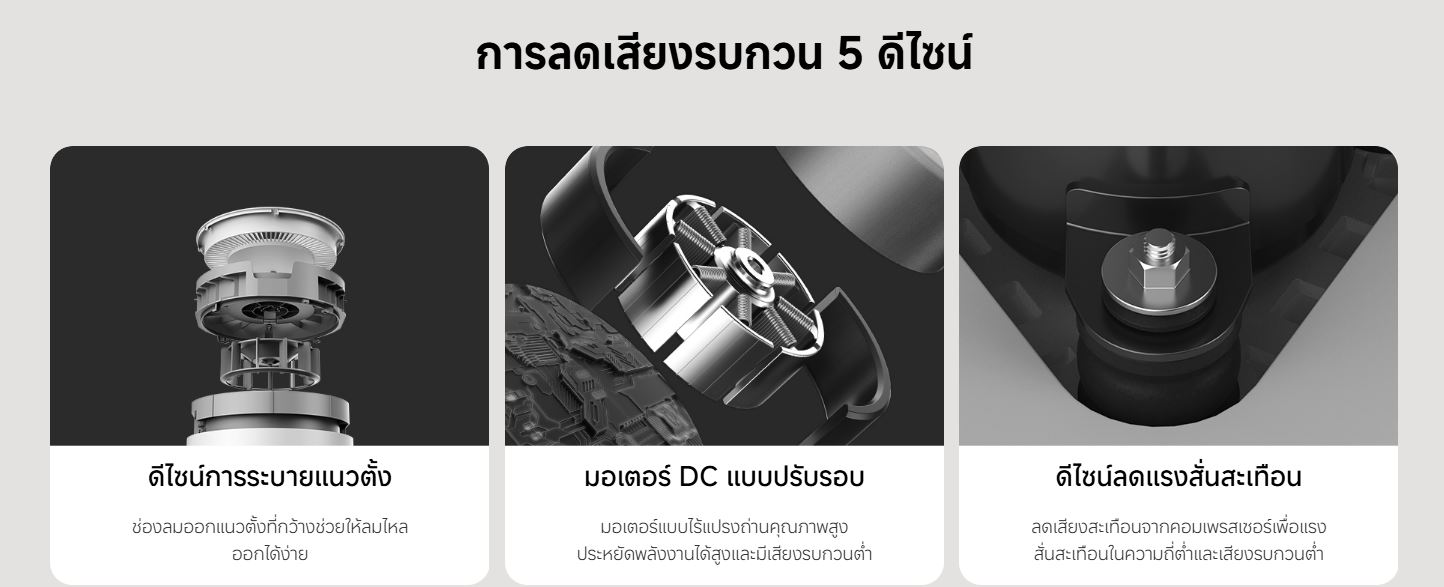 การลดเสียงรบกวน 5 ดีไซน์
ดีไซน์การระบายแนวตั้ง
ช่องลมออกแนวตั้งที่กว้างช่วยให้ลมไหล
ออกได้ง่าย
มอเตอร์ DC แบบปรับรอบ
มอเตอร์แบบไร้แปรงถ่านคุณภาพสูง
ประหยัดพลังงานได้สูงและมีเสียงรบกวนต่ำ
ดีไซน์ลดแรงสั่นสะเทือน
ลดเสียงสะเทือนจากคอมเพรสเซอร์เพื่อแรง
สั่นสะเทือนในความถี่ต่ำและเสียงรบกวนต่ำ